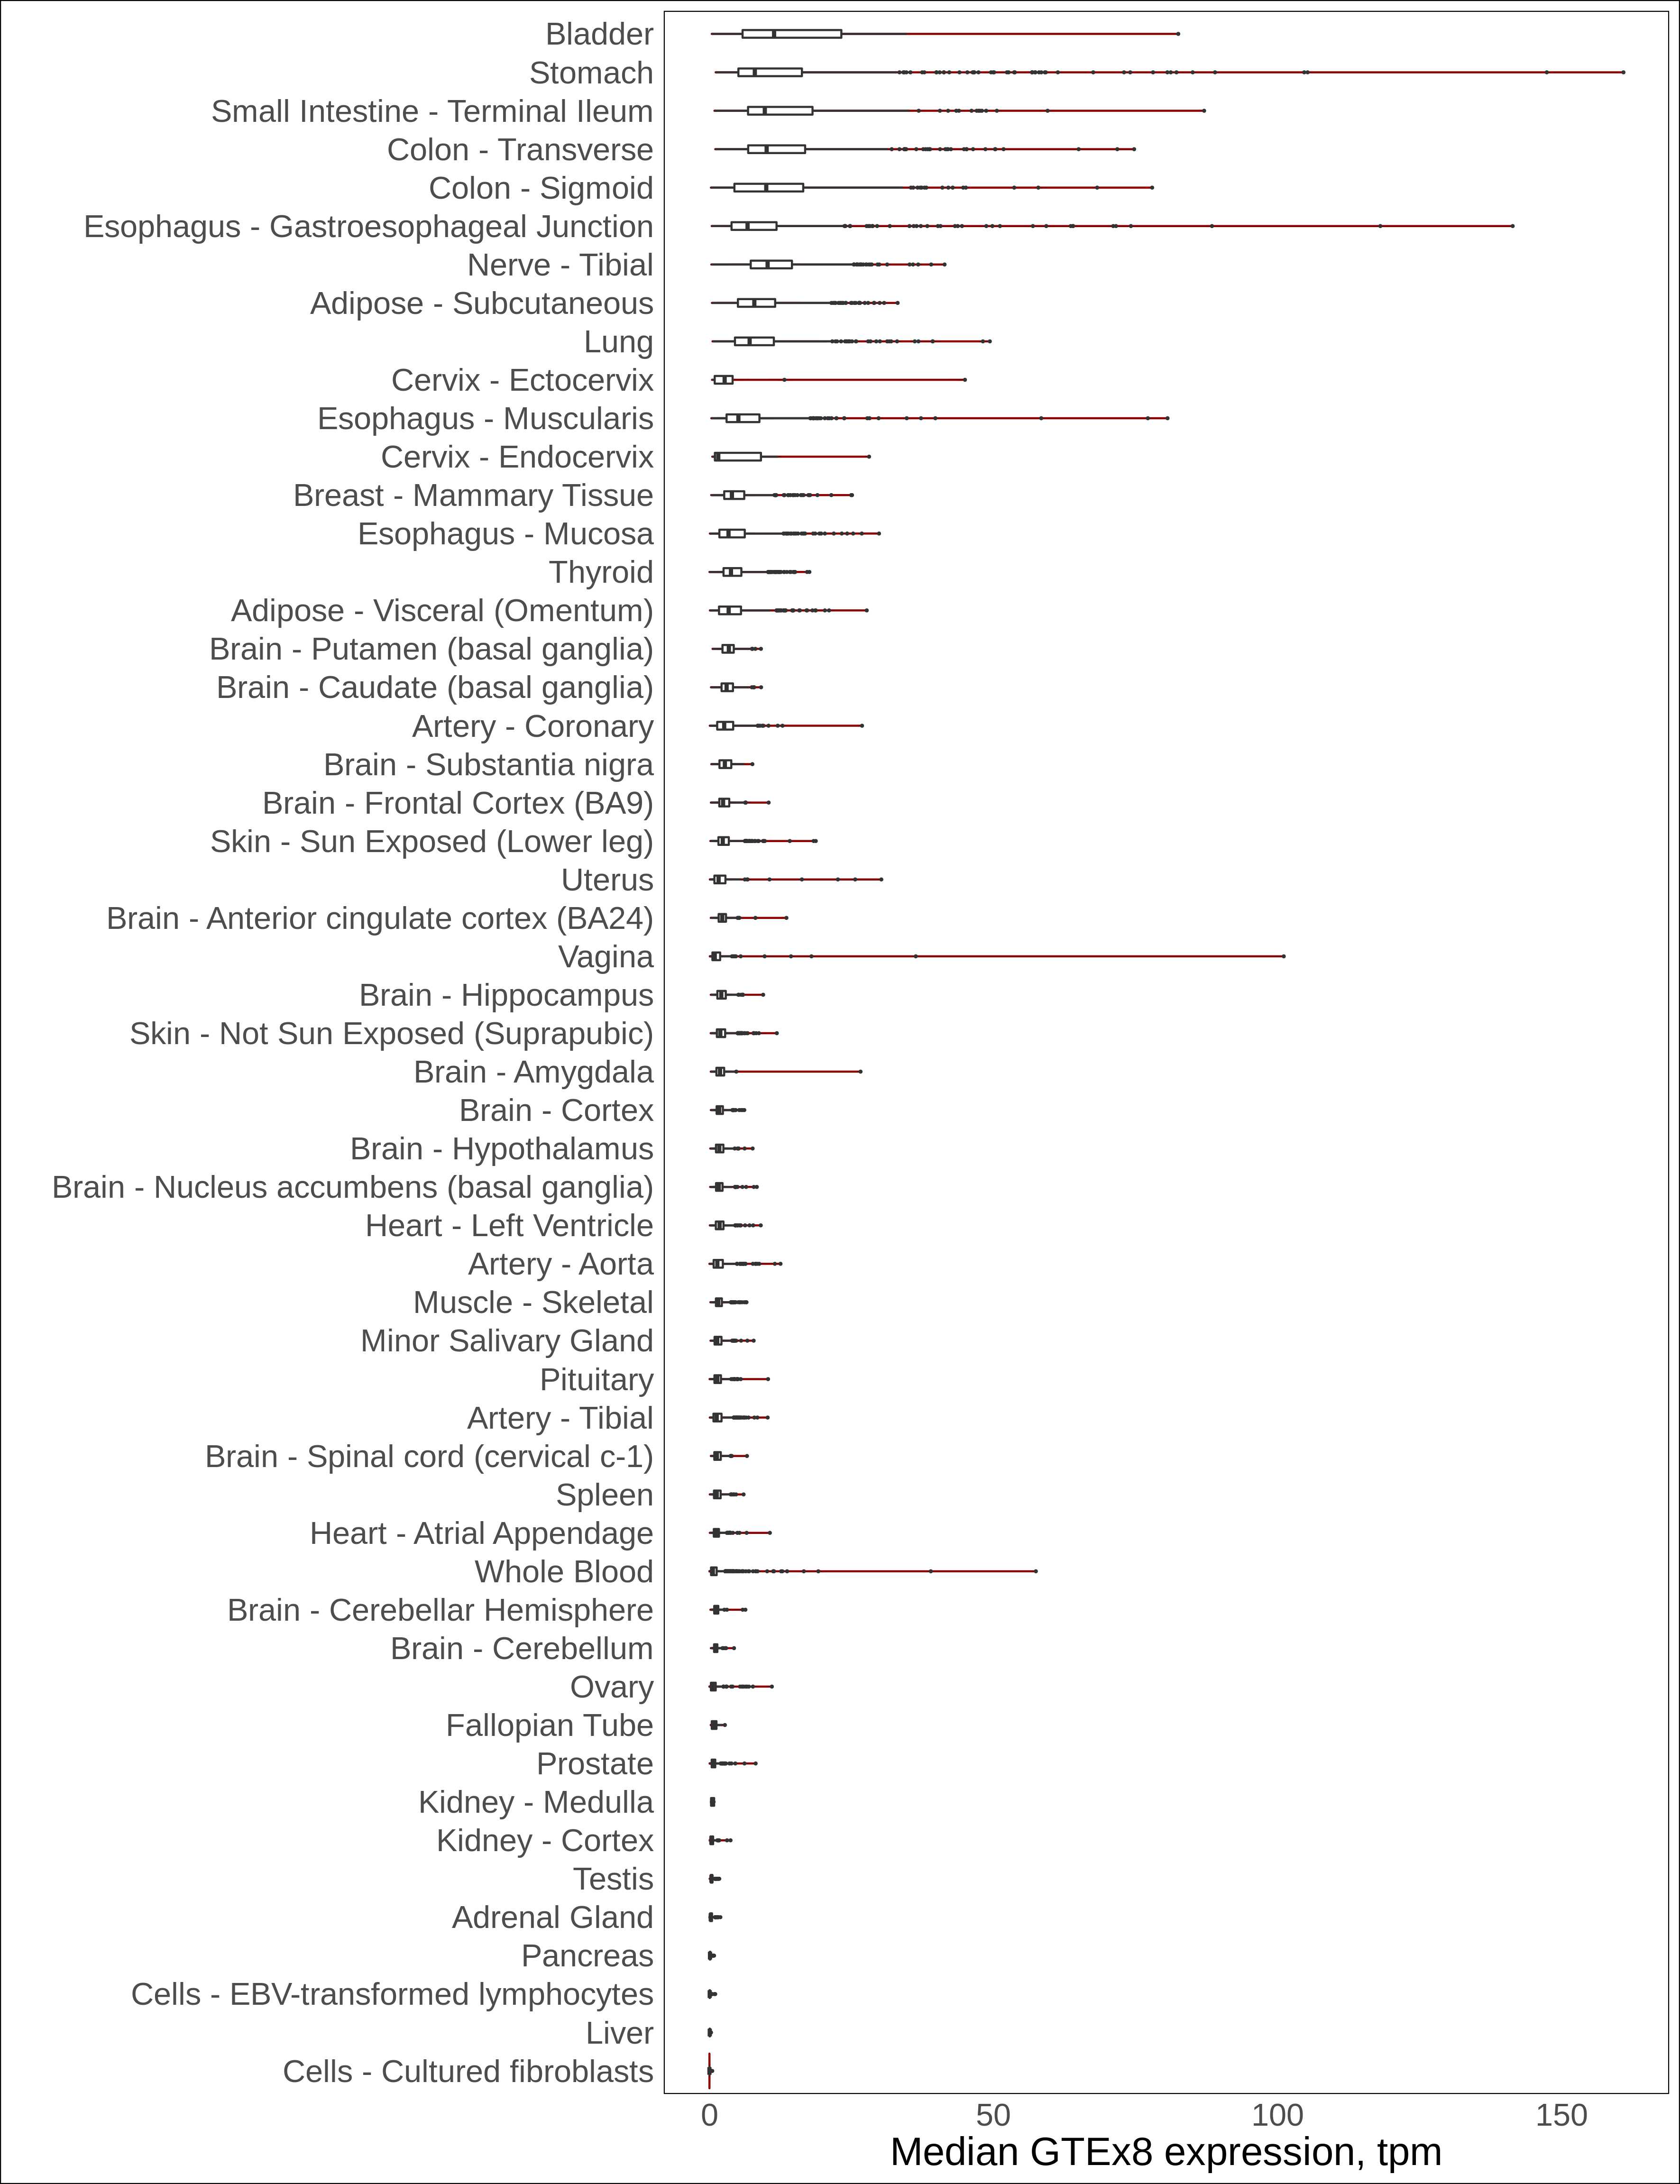 Bladder
Stomach
Small Intestine - Terminal Ileum
Colon - Transverse
Colon - Sigmoid
Esophagus - Gastroesophageal Junction
Nerve - Tibial
Adipose - Subcutaneous
Lung
Cervix - Ectocervix
Esophagus - Muscularis
Cervix - Endocervix
Breast - Mammary Tissue
Esophagus - Mucosa
Thyroid
Adipose - Visceral (Omentum)
Brain - Putamen (basal ganglia)
Brain - Caudate (basal ganglia)
Artery - Coronary
Brain - Substantia nigra
Brain - Frontal Cortex (BA9)
Skin - Sun Exposed (Lower leg)
Uterus
Brain - Anterior cingulate cortex (BA24)
Vagina
Brain - Hippocampus
Skin - Not Sun Exposed (Suprapubic)
Brain - Amygdala
Brain - Cortex
Brain - Hypothalamus
Brain - Nucleus accumbens (basal ganglia)
Heart - Left Ventricle
Artery - Aorta
Muscle - Skeletal
Minor Salivary Gland
Pituitary
Artery - Tibial
Brain - Spinal cord (cervical c-1)
Spleen
Heart - Atrial Appendage
Whole Blood
Brain - Cerebellar Hemisphere
Brain - Cerebellum
Ovary
Fallopian Tube
Prostate
Kidney - Medulla
Kidney - Cortex
Testis
Adrenal Gland
Pancreas
Cells - EBV-transformed lymphocytes
Liver
Cells - Cultured fibroblasts
0 50 100 150
Median GTEx8 expression, tpm